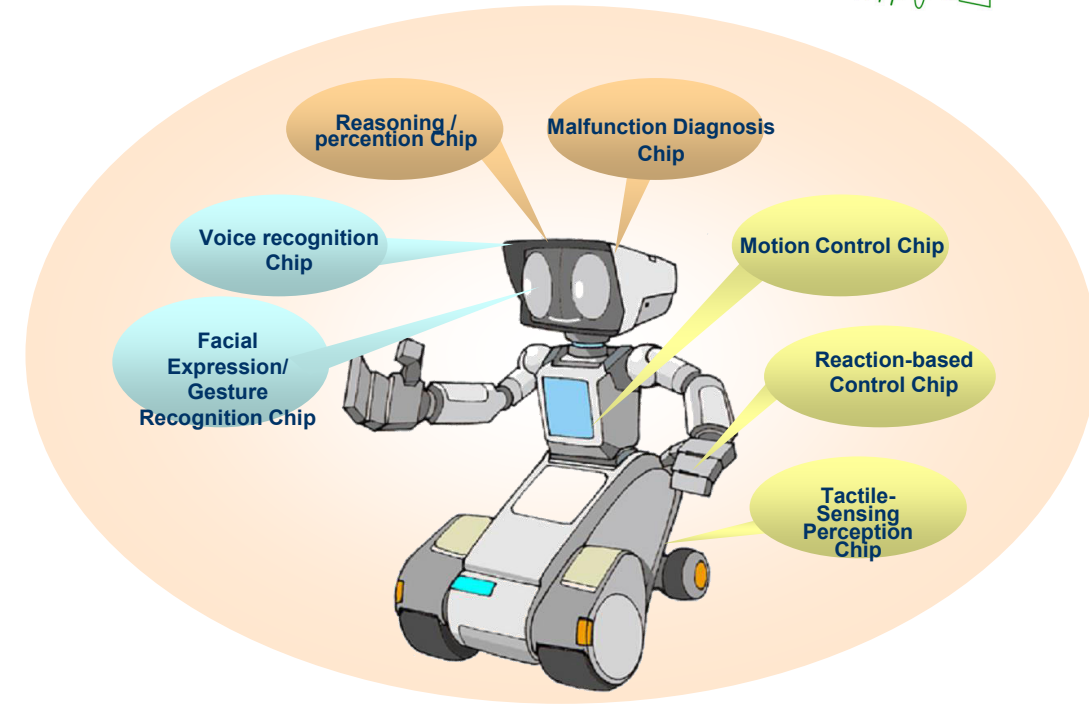 Reasoning /
percention Chip
Malfunction Diagnosis
Chip
Voice recognition
Chip
Motion Control Chip
Facial
Expression/
Gesture
Recognition Chip
Reaction-based
Control Chip
Tactile-
Sensing
Perception
Chip